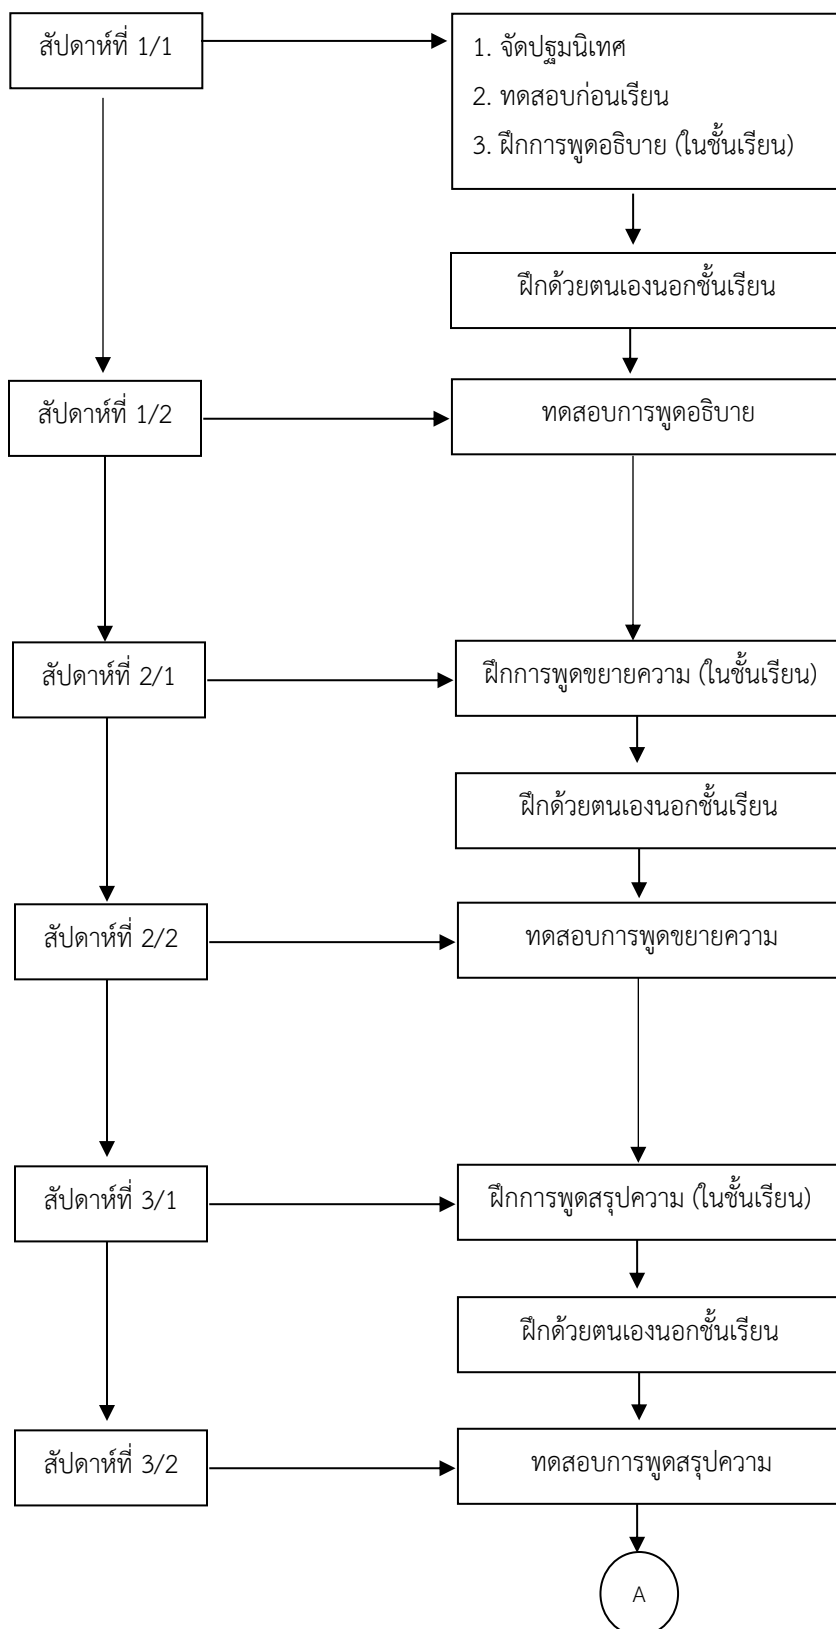 สัปดาห์ที่ 1/1
1. จัดปฐมนิเทศ
2. ทดสอบก่อนเรียน
3. ฝึกการพูดอธิบาย (ในชั้นเรียน)
ฝึกด้วยตนเองนอกชั้นเรียน
สัปดาห์ที่ 1/2
ทดสอบการพูดอธิบาย
สัปดาห์ที่ 2/1
ฝึกการพูดขยายความ (ในชั้นเรียน)
ฝึกด้วยตนเองนอกชั้นเรียน
สัปดาห์ที่ 2/2
ทดสอบการพูดขยายความ
สัปดาห์ที่ 3/1
ฝึกการพูดสรุปความ (ในชั้นเรียน)
ฝึกด้วยตนเองนอกชั้นเรียน
สัปดาห์ที่ 3/2
ทดสอบการพูดสรุปความ
A